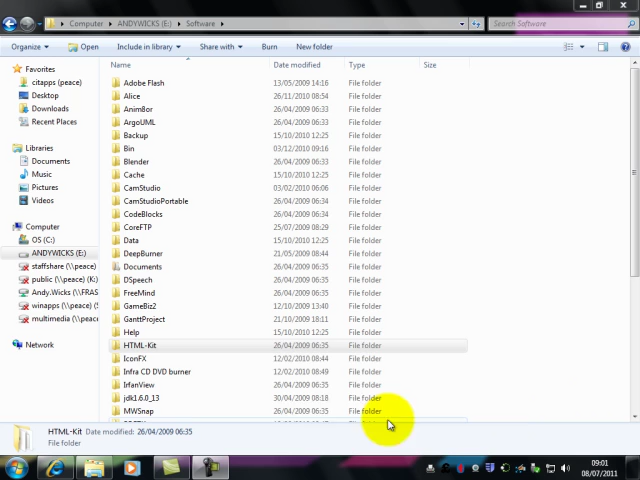 Computer ▸ ANDYWICKS (E:) ▸ Software ▸
Search Software
Organize ▾ Open Include in library ▾ Share with ▾ Burn New folder
Name Date modified Type Size
Favorites
citapps (peace)
Desktop
Downloads
Recent Places
Libraries
Documents
Music
Pictures
Videos
Computer
OS (C:)
ANDYWICKS (E:)
staffshare (\\peace)
public (\\peace) (K:)
Andy.Wicks (\\FRAS
winapps (\\peace) (S
multimedia (\\peace)
Network
Adobe Flash 13/05/2009 14:16 File folder
Alice 26/11/2010 08:54 File folder
Anim8or 26/04/2009 06:33 File folder
ArgoUML 26/04/2009 06:33 File folder
Backup 15/10/2010 12:25 File folder
Bin 03/12/2010 09:16 File folder
Blender 26/04/2009 06:33 File folder
Cache 15/10/2010 12:25 File folder
CamStudio 03/02/2010 06:06 File folder
CamStudioPortable 26/04/2009 06:34 File folder
CodeBlocks 26/04/2009 06:34 File folder
CoreFTP 25/07/2009 08:29 File folder
Data 15/10/2010 12:25 File folder
DeepBurner 21/05/2009 08:44 File folder
Documents 26/04/2009 06:35 File folder
DSpeech 26/04/2009 06:35 File folder
FreeMind 26/04/2009 06:35 File folder
GameBiz2 12/10/2009 13:40 File folder
GanttProject 21/10/2009 18:11 File folder
Help 15/10/2010 12:25 File folder
HTML-Kit 26/04/2009 06:35 File folder
IconFX 12/02/2010 08:44 File folder
Infra CD DVD burner 12/02/2010 08:49 File folder
IrfanView 26/04/2009 06:35 File folder
jdk1.6.0_13 30/04/2009 08:18 File folder
MWSnap 26/04/2009 06:35 File folder
HTML-Kit Date modified: 26/04/2009 06:35
File folder
09:01
08/07/2011